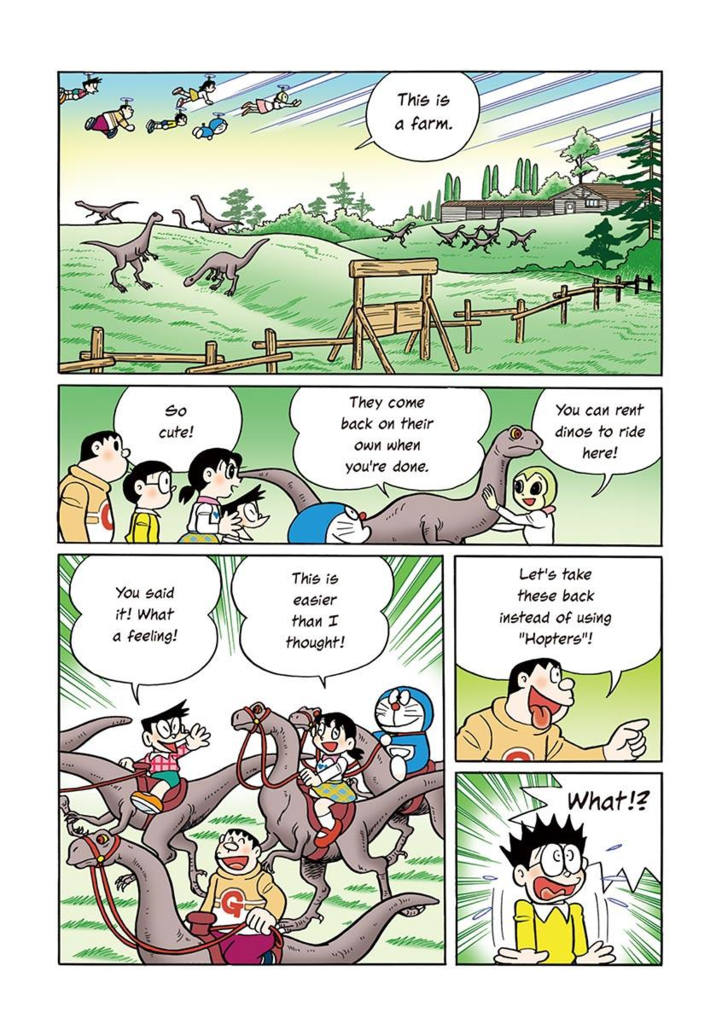 This is
a farm.
You can rent
dinos to ride
here!
They come
back on their
own when
you're done.
So
cute!
Let's take
these back
instead of using
"Hopters"!
What!?
This is
easier
than I
thought!
You said
it! What
a feeling!
G